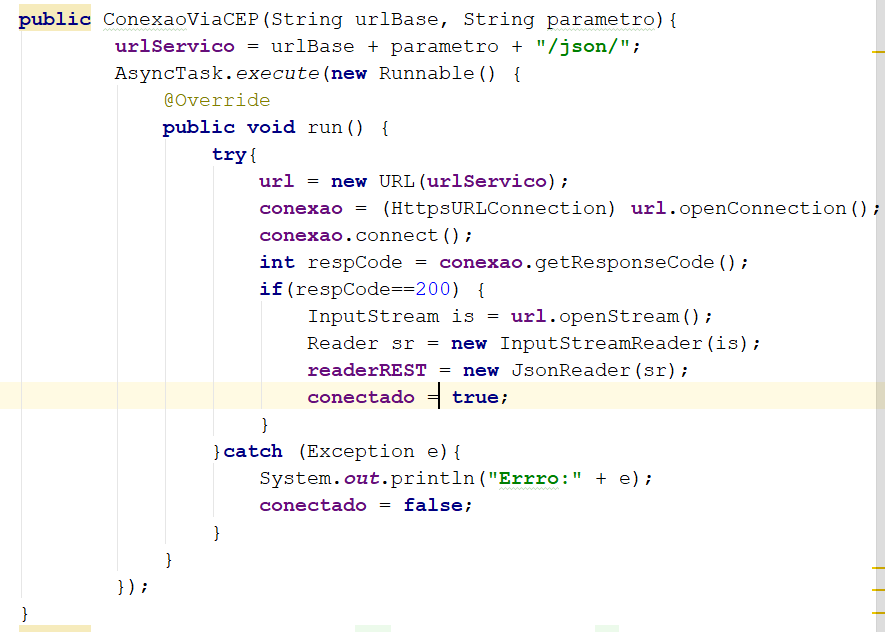 public ConexaoViaCEP(String urlBase, String parametro){
urlServico = urlBase + parametro + "/json/";
AsyncTask.execute(new Runnable() {
@Override
public void run() {
try{
url = new URL(urlServico);
conexao = (HttpsURLConnection) url.openConnection();
conexao.connect();
int respCode = conexao.getResponseCode();
if(respCode==200) {
InputStream is = url.openStream();
Reader sr = new InputStreamReader(is);
readerREST = new JsonReader(sr);
conectado = true;
}
}catch (Exception e){
System.out.println("Errro:" + e);
conectado = false;
}
}
});
}